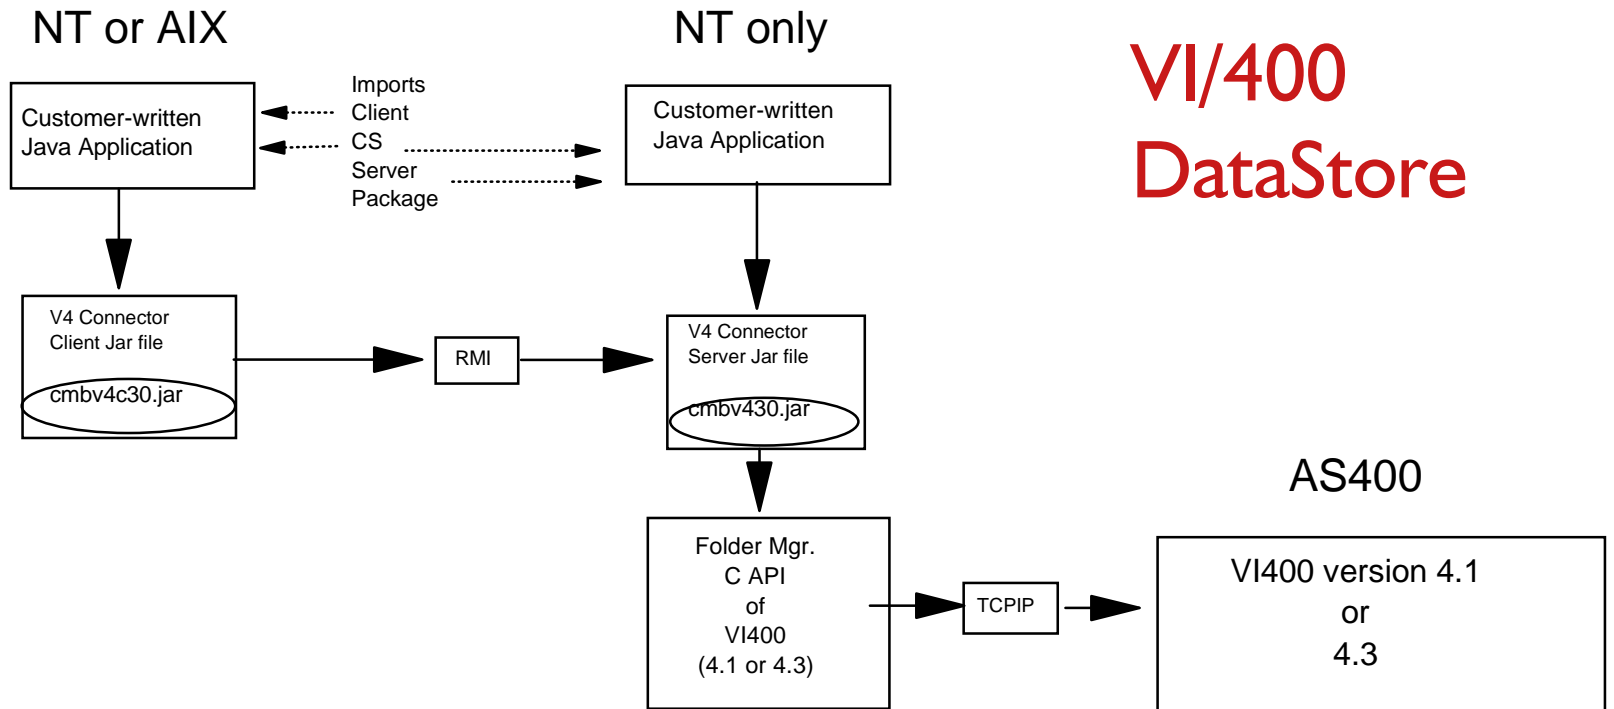 NT or AIX
NT only
VI/400
DataStore
Customer-written
Java Application
Imports
Client
CS
Server
Package
Customer-written
Java Application
V4 Connector
Client Jar file
cmbv4c30.jar
RMI
V4 Connector
Server Jar file
cmbv430.jar
AS400
Folder Mgr.
C API
of
VI400
(4.1 or 4.3)
TCPIP
VI400 version 4.1
or
4.3